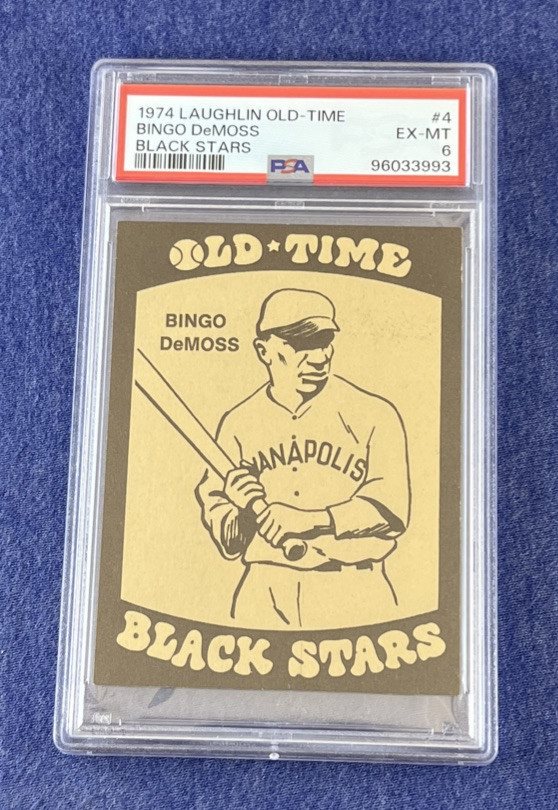 1974 LAUGHLIN OLD-TIME #4
BINGO DeMOSS EX-MT
BLACK STARS 6
PSA 96033993
OLD TIME
BINGO
DeMOSS
ANAPOLIS
BLACK STARS